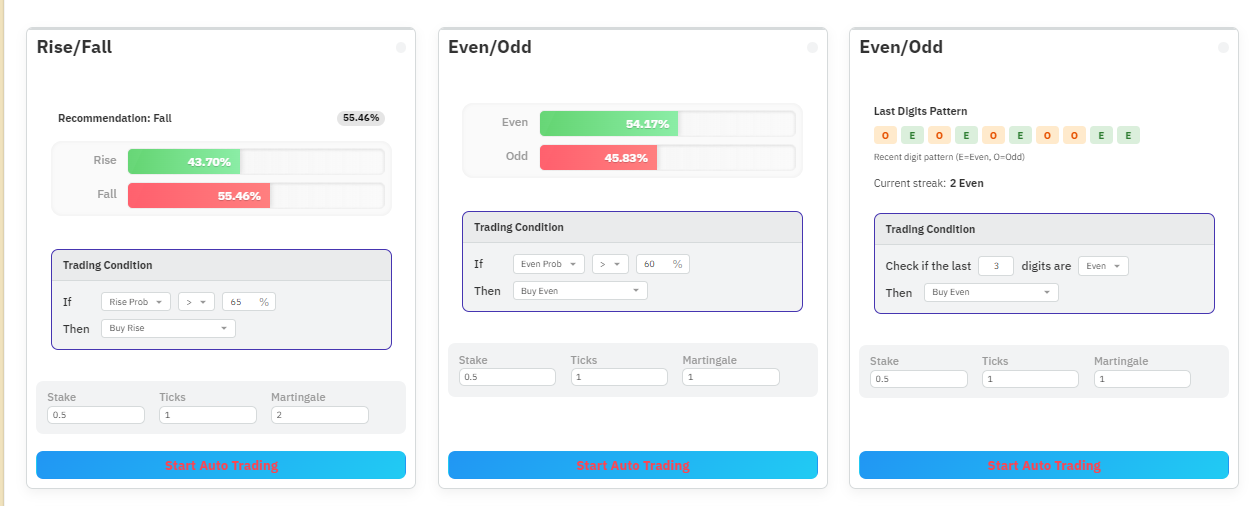 Rise/Fall
Recommendation: Fall 55.46%
Rise 43.70%
Fall 55.46%
Trading Condition
If Rise Prob > 65 %
Then Buy Rise
Stake Ticks Martingale
0.5 1 2
Start Auto Trading
Even/Odd
Even 54.17%
Odd 45.83%
Trading Condition
If Even Prob > 60 %
Then Buy Even
Stake Ticks Martingale
0.5 1 1
Start Auto Trading
Even/Odd
Last Digits Pattern
O E O E O E O O E E
Recent digit pattern (E=Even, O=Odd)
Current streak: 2 Even
Trading Condition
Check if the last 3 digits are Even
Then Buy Even
Stake Ticks Martingale
0.5 1 1
Start Auto Trading